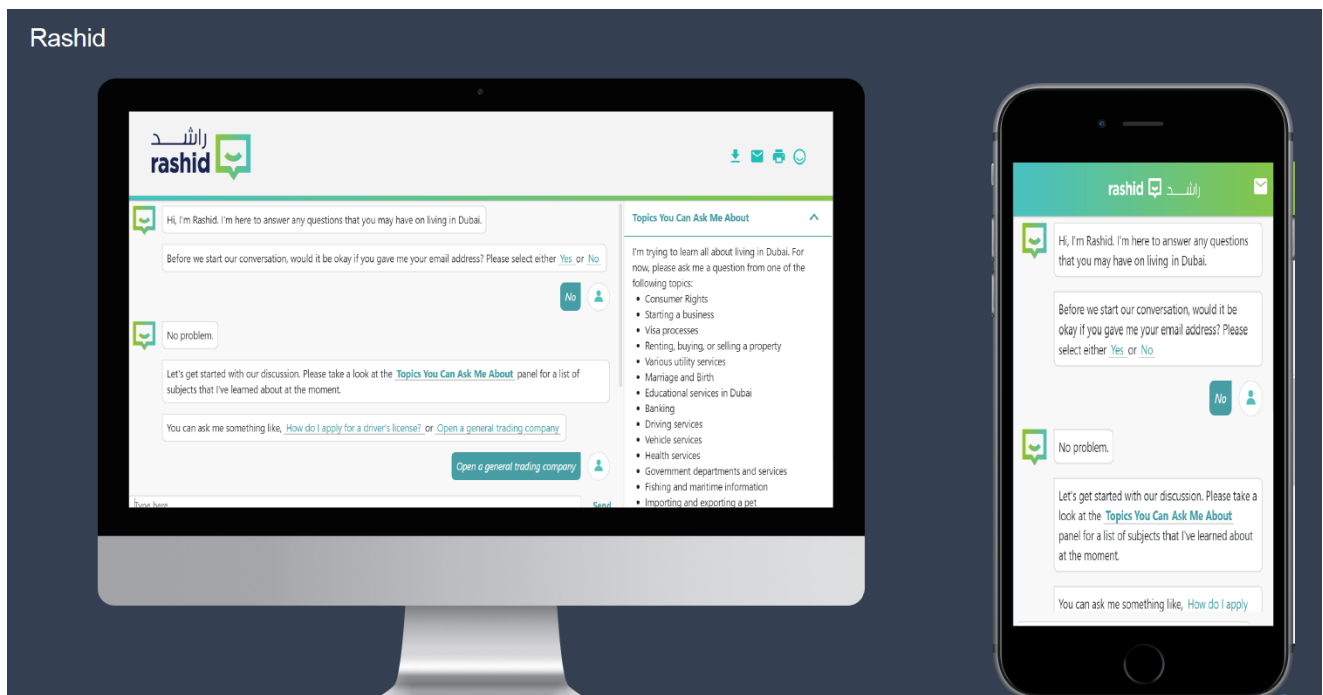 Rashid
راشــــد
rashid
Hi, I'm Rashid. I'm here to answer any questions that you may have on living in Dubai.
Before we start our conversation, would it be okay if you gave me your email address? Please select either Yes or No
No
No problem.
Let's get started with our discussion. Please take a look at the Topics You Can Ask Me About panel for a list of
subjects that I've learned about at the moment.
You can ask me something like, How do I apply for a driver's license? or Open a general trading company
Open a general trading company
Type here
Send
Topics You Can Ask Me About
I'm trying to learn all about living in Dubai. For
now, please ask me a question from one of the
following topics:
• Consumer Rights
• Starting a business
• Visa processes
• Renting, buying, or selling a property
• Various utility services
• Marriage and Birth
• Educational services in Dubai
• Banking
• Driving services
• Vehicle services
• Health services
• Government departments and services
• Fishing and maritime information
• Importing and exporting a pet
rashid راشــــد
Hi, I'm Rashid. I'm here to answer any questions
that you may have on living in Dubai.
Before we start our conversation, would it be
okay if you gave me your email address? Please
select either Yes or No
No
No problem.
Let's get started with our discussion. Please take a
look at the Topics You Can Ask Me About
panel for a list of subjects that I've learned about
at the moment.
You can ask me something like, How do I apply